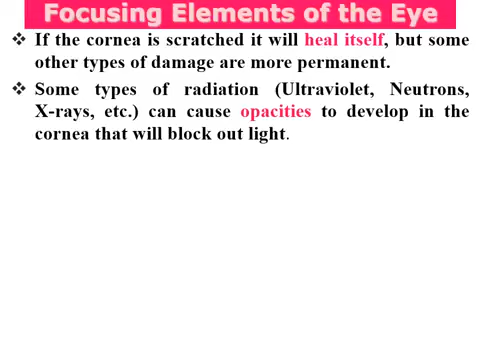 Focusing Elements of the Eye
❖ If the cornea is scratched it will heal itself, but some
other types of damage are more permanent.
❖ Some types of radiation (Ultraviolet, Neutrons,
X-rays, etc.) can cause opacities to develop in the
cornea that will block out light.